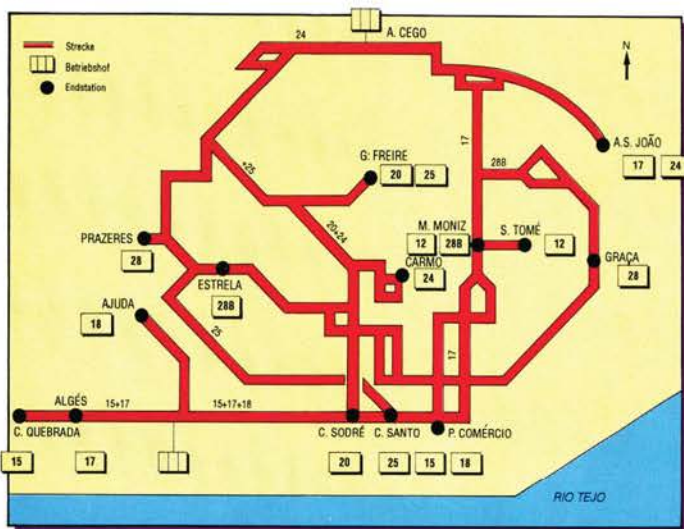 24
A. CEGO
Strecke
Betriebshof
Endstation
N
A.S. JOÃO
17 24
17
28B
+25
G: FREIRE
20 25
20+24
M. MONIZ
12 28B
S. TOMÉ
12
PRAZERES
28
CARMO
24
GRAÇA
28
ESTRELA
28B
AJUDA
18
25
17
ALGÉS
15+17
15+17+18
C. QUEBRADA
C. SODRÉ
C. SANTO
P. COMÉRCIO
15
17
20
25
15
18
RIO TEJO